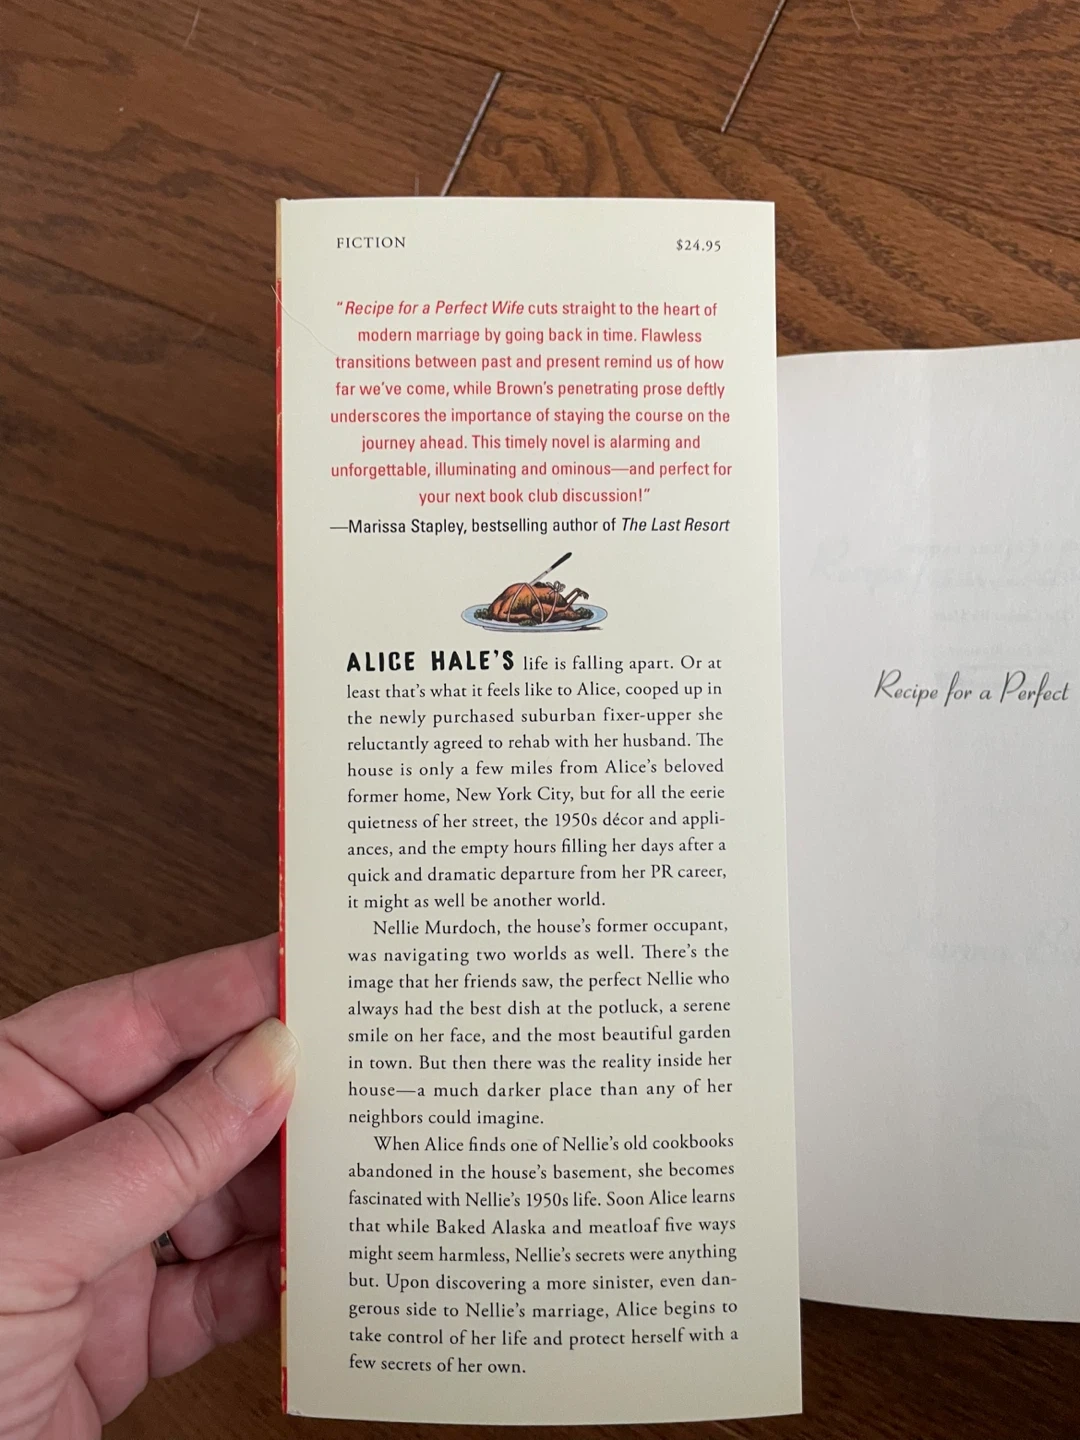 FICTION
$24.95
“Recipe for a Perfect Wife cuts straight to the heart of
modern marriage by going back in time. Flawless
transitions between past and present remind us of how
far we’ve come, while Brown’s penetrating prose deftly
underscores the importance of staying the course on the
journey ahead. This timely novel is alarming and
unforgettable, illuminating and ominous—and perfect for
your next book club discussion!”
—Marissa Stapley, bestselling author of The Last Resort
ALICE HALE’S life is falling apart. Or at
least that’s what it feels like to Alice, cooped up in
the newly purchased suburban fixer-upper she
reluctantly agreed to rehab with her husband. The
house is only a few miles from Alice’s beloved
former home, New York City, but for all the eerie
quietness of her street, the 1950s décor and appli-
ances, and the empty hours filling her days after a
quick and dramatic departure from her PR career,
it might as well be another world.
Nellie Murdoch, the house’s former occupant,
was navigating two worlds as well. There’s the
image that her friends saw, the perfect Nellie who
always had the best dish at the potluck, a serene
smile on her face, and the most beautiful garden
in town. But then there was the reality inside her
house—a much darker place than any of her
neighbors could imagine.
When Alice finds one of Nellie’s old cookbooks
abandoned in the house’s basement, she becomes
fascinated with Nellie’s 1950s life. Soon Alice learns
that while Baked Alaska and meatloaf five ways
might seem harmless, Nellie’s secrets were anything
but. Upon discovering a more sinister, even dan-
gerous side to Nellie’s marriage, Alice begins to
take control of her life and protect herself with a
few secrets of her own.
Recipe for a Perfect